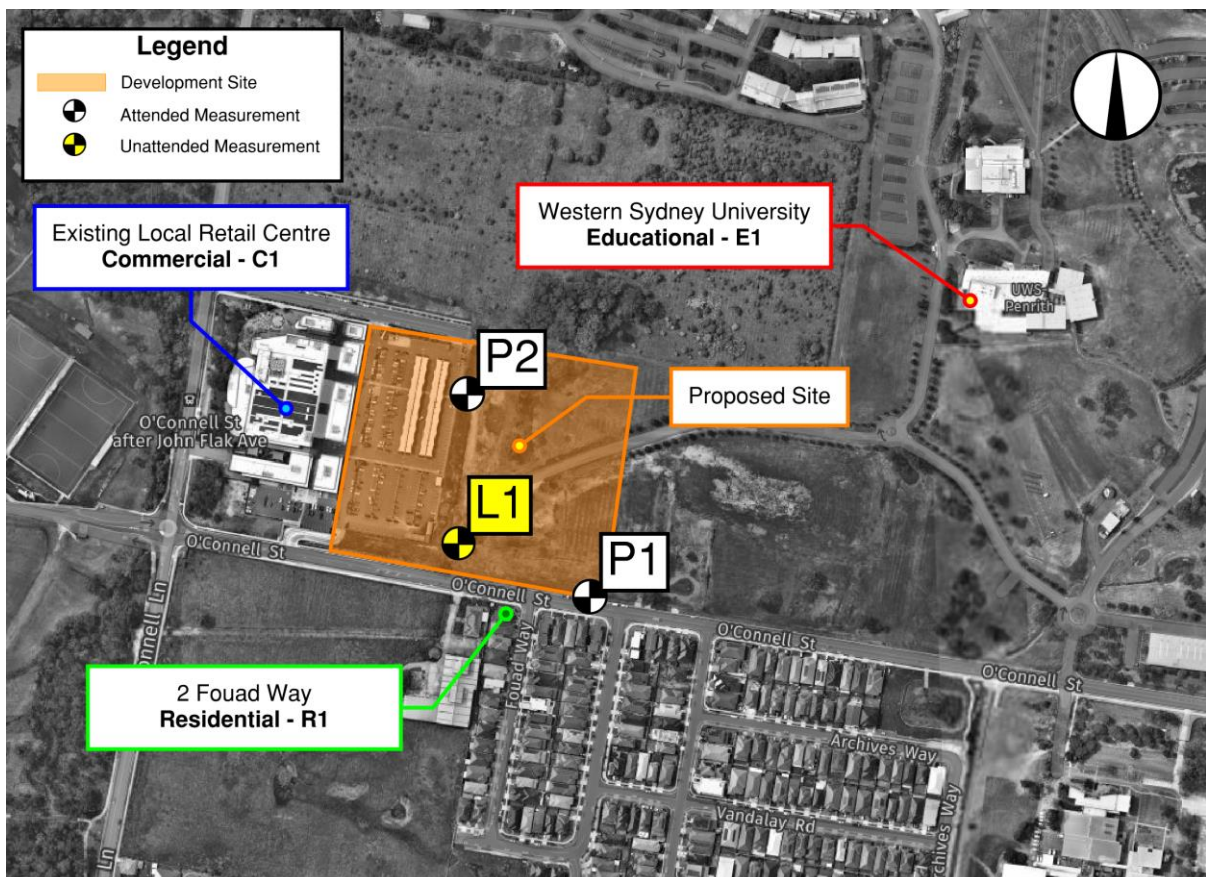 Legend
Development Site
Attended Measurement
Unattended Measurement
Existing Local Retail Centre
Commercial - C1
Western Sydney University
Educational - E1
UWS
Penrith
P2
Proposed Site
O'Connell St
after John Flak Ave
L1
P1
O'Connell St
O'Connell St
O'Connell St
O'Connell St
onnell Ln
2 Fouad Way
Residential - R1
Fouad Way
Archives Way
Vandalay Rd
rchives Way
Ln